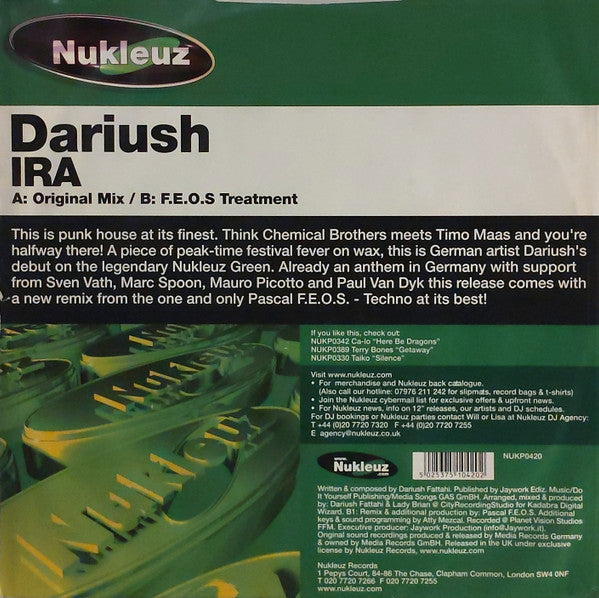 Nukleuz
Dariush
IRA
A: Original Mix / B: F.E.O.S Treatment
This is punk house at its finest. Think Chemical Brothers meets Timo Maas and you're
halfway there! A piece of peak-time festival fever on wax, this is German artist Dariush's
debut on the legendary Nukleuz Green. Already an anthem in Germany with support
from Sven Vath, Marc Spoon, Mauro Picotto and Paul Van Dyk this release comes with
a new remix from the one and only Pascal F.E.O.S. - Techno at its best!
If you like this, check out:
NUKP0342 Ca-lo "Here Be Dragons"
NUKP0389 Terry Bones "Getaway"
NUKP0330 Taiko "Silence"
Visit www.nukleuz.com
• For merchandise and Nukleuz back catalogue.
(Also call our hotline: 07976 211 242 for slipmats, record bags & t-shirts)
• Join the Nukleuz cybermail list for exclusive offers & upfront news.
• For Nukleuz news, info on 12" releases, our artists and DJ schedules.
For DJ bookings or Nukleuz parties contact Will or Lisa at Nukleuz DJ Agency:
T +44 (0)20 7720 7320 F +44 (0)20 7720 7255
E agency@nukleuz.co.uk
NUKP0420
www.
Nukleuz
.com
5 025375 104202
Written & composed by Dariush Fattahi. Published by Jaywork Ediz. Music/Do
It Yourself Publishing/Media Songs GAS GmBH. Arranged, mixed & produced
by: Dariush Fattahi & Lady Brian @ CityRecordingStudio for Kadabra Digital
Wizard. B1: Remix & additional production by: Pascal F.E.O.S. Additional
keys & sound programming by Atty Mezcal. Recorded @ Planet Vision Studios
FFM. Executive producer: Jaywork Production (info@Jaywork.it).
Original sound recordings produced & released by Media Records Germany
& owned by Media Records GmBH. Released in the UK under exclusive
license by Nukleuz Records, www.nukleuz.com
Nukleuz Records
1 Pepys Court, 84-86 The Chase, Clapham Common, London SW4 0NF
T 020 7720 7266 F 020 7720 7255
www.nukleuz.com